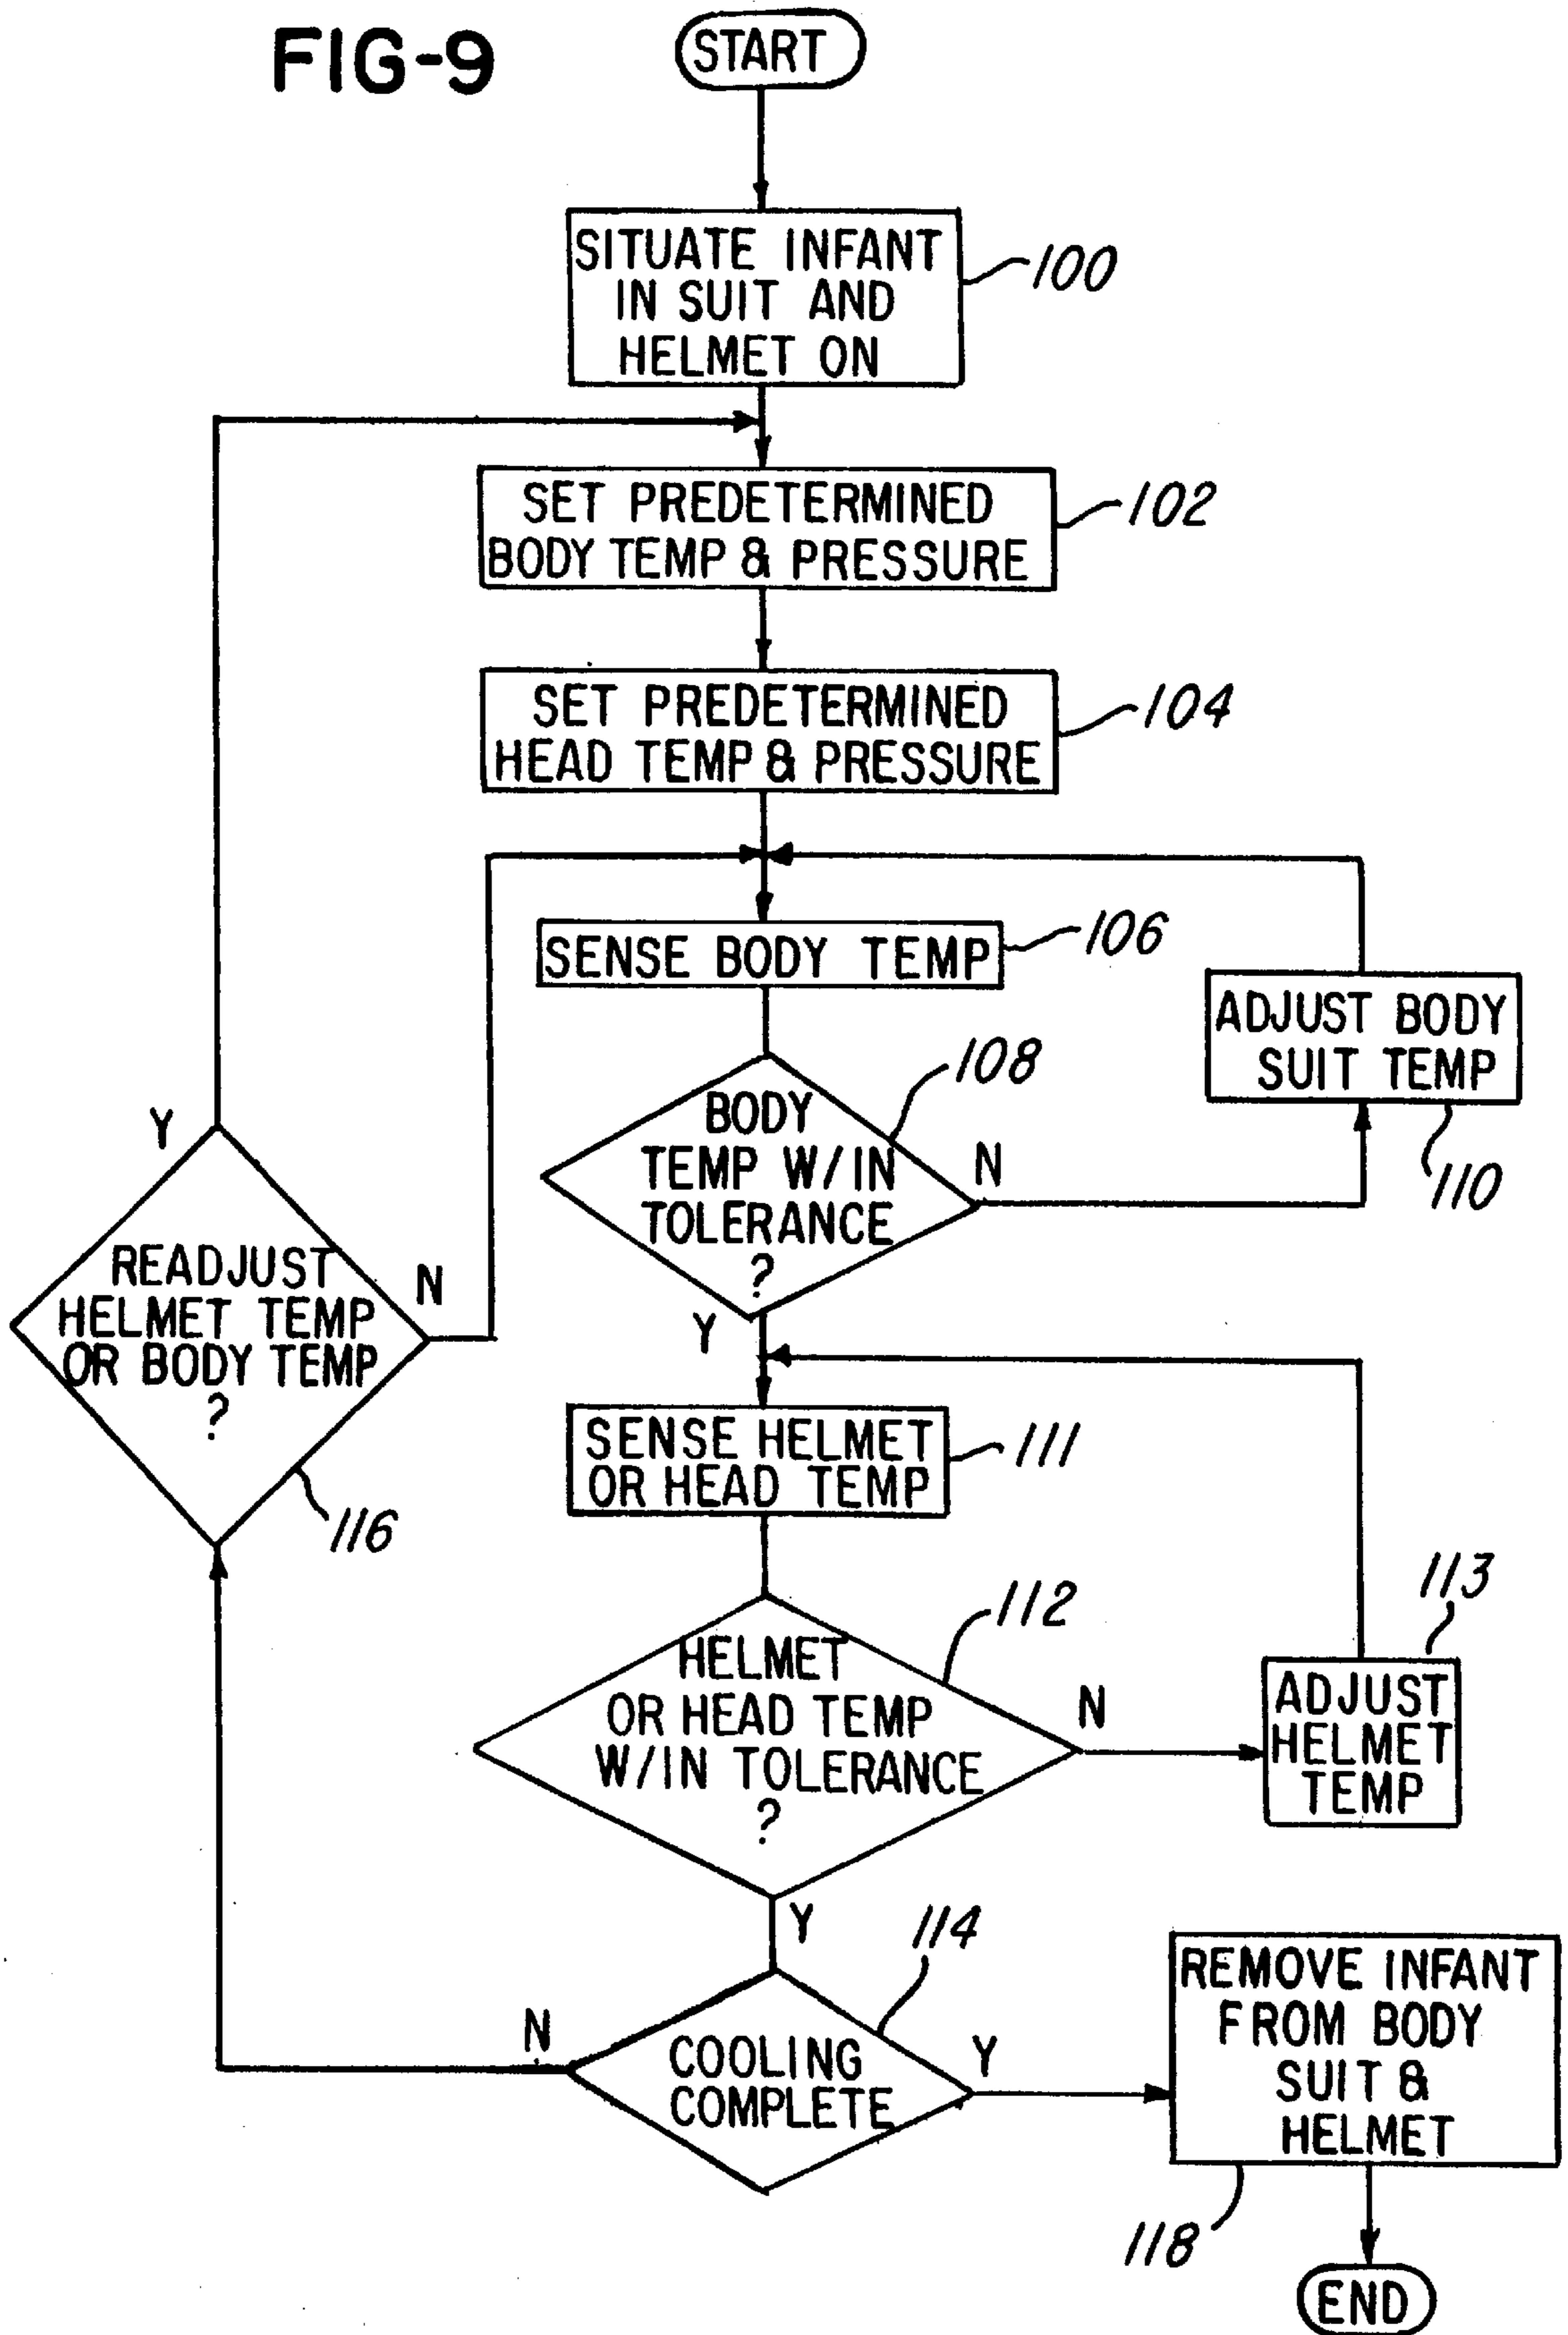 FIG-9
START
SITUATE INFANT
IN SUIT AND
HELMET ON
100
SET PREDETERMINED
BODY TEMP & PRESSURE
102
SET PREDETERMINED
HEAD TEMP & PRESSURE
104
SENSE BODY TEMP
106
ADJUST BODY
SUIT TEMP
110
BODY
TEMP W/IN
TOLERANCE
?
108
N
Y
Y
READJUST
HELMET TEMP
OR BODY TEMP
?
N
116
SENSE HELMET
OR HEAD TEMP
111
HELMET
OR HEAD TEMP
W/IN TOLERANCE
?
112
N
113
ADJUST
HELMET
TEMP
Y
114
N
COOLING
COMPLETE
Y
REMOVE INFANT
FROM BODY
SUIT &
HELMET
118
END